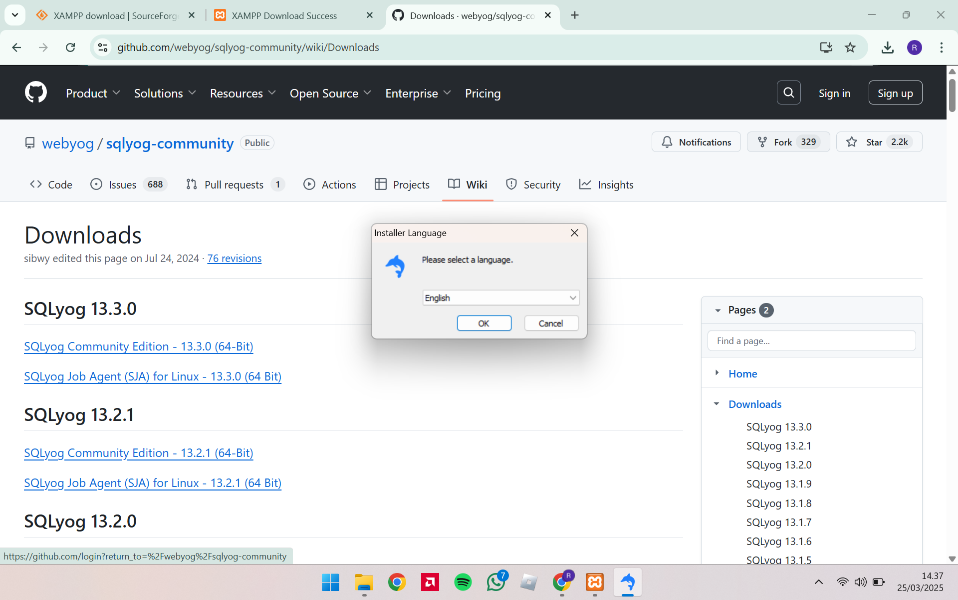 XAMPP download | SourceForg
XAMPP Download Success
Downloads · webyog/sqlyog-co
github.com/webyog/sqlyog-community/wiki/Downloads
R
Product
Solutions
Resources
Open Source
Enterprise
Pricing
Sign in
Sign up
webyog / sqlyog-community Public
Notifications
Fork 329
Star 2.2k
Code
Issues 688
Pull requests 1
Actions
Projects
Wiki
Security
Insights
Downloads
sibwy edited this page on Jul 24, 2024 · 76 revisions
Installer Language
Please select a language.
English
OK
Cancel
SQLyog 13.3.0
SQLyog Community Edition - 13.3.0 (64-Bit)
SQLyog Job Agent (SJA) for Linux - 13.3.0 (64 Bit)
SQLyog 13.2.1
SQLyog Community Edition - 13.2.1 (64-Bit)
SQLyog Job Agent (SJA) for Linux - 13.2.1 (64 Bit)
SQLyog 13.2.0
Pages 2
Find a page...
Home
Downloads
SQLyog 13.3.0
SQLyog 13.2.1
SQLyog 13.2.0
SQLyog 13.1.9
SQLyog 13.1.8
SQLyog 13.1.7
SQLyog 13.1.6
SQLyog 13.1.5
https://github.com/login?return_to=%2Fwebyog%2Fsqlyog-community
7
R
14.37
25/03/2025